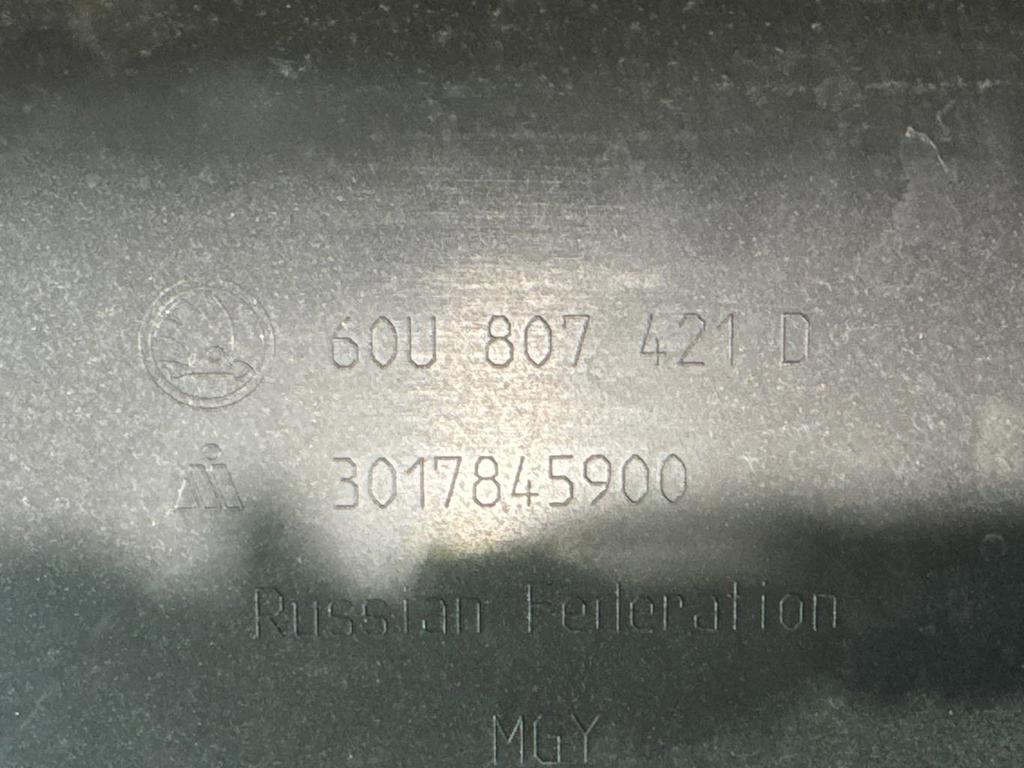 60U 807 421 D
3017845900
Russian Federation
MGY